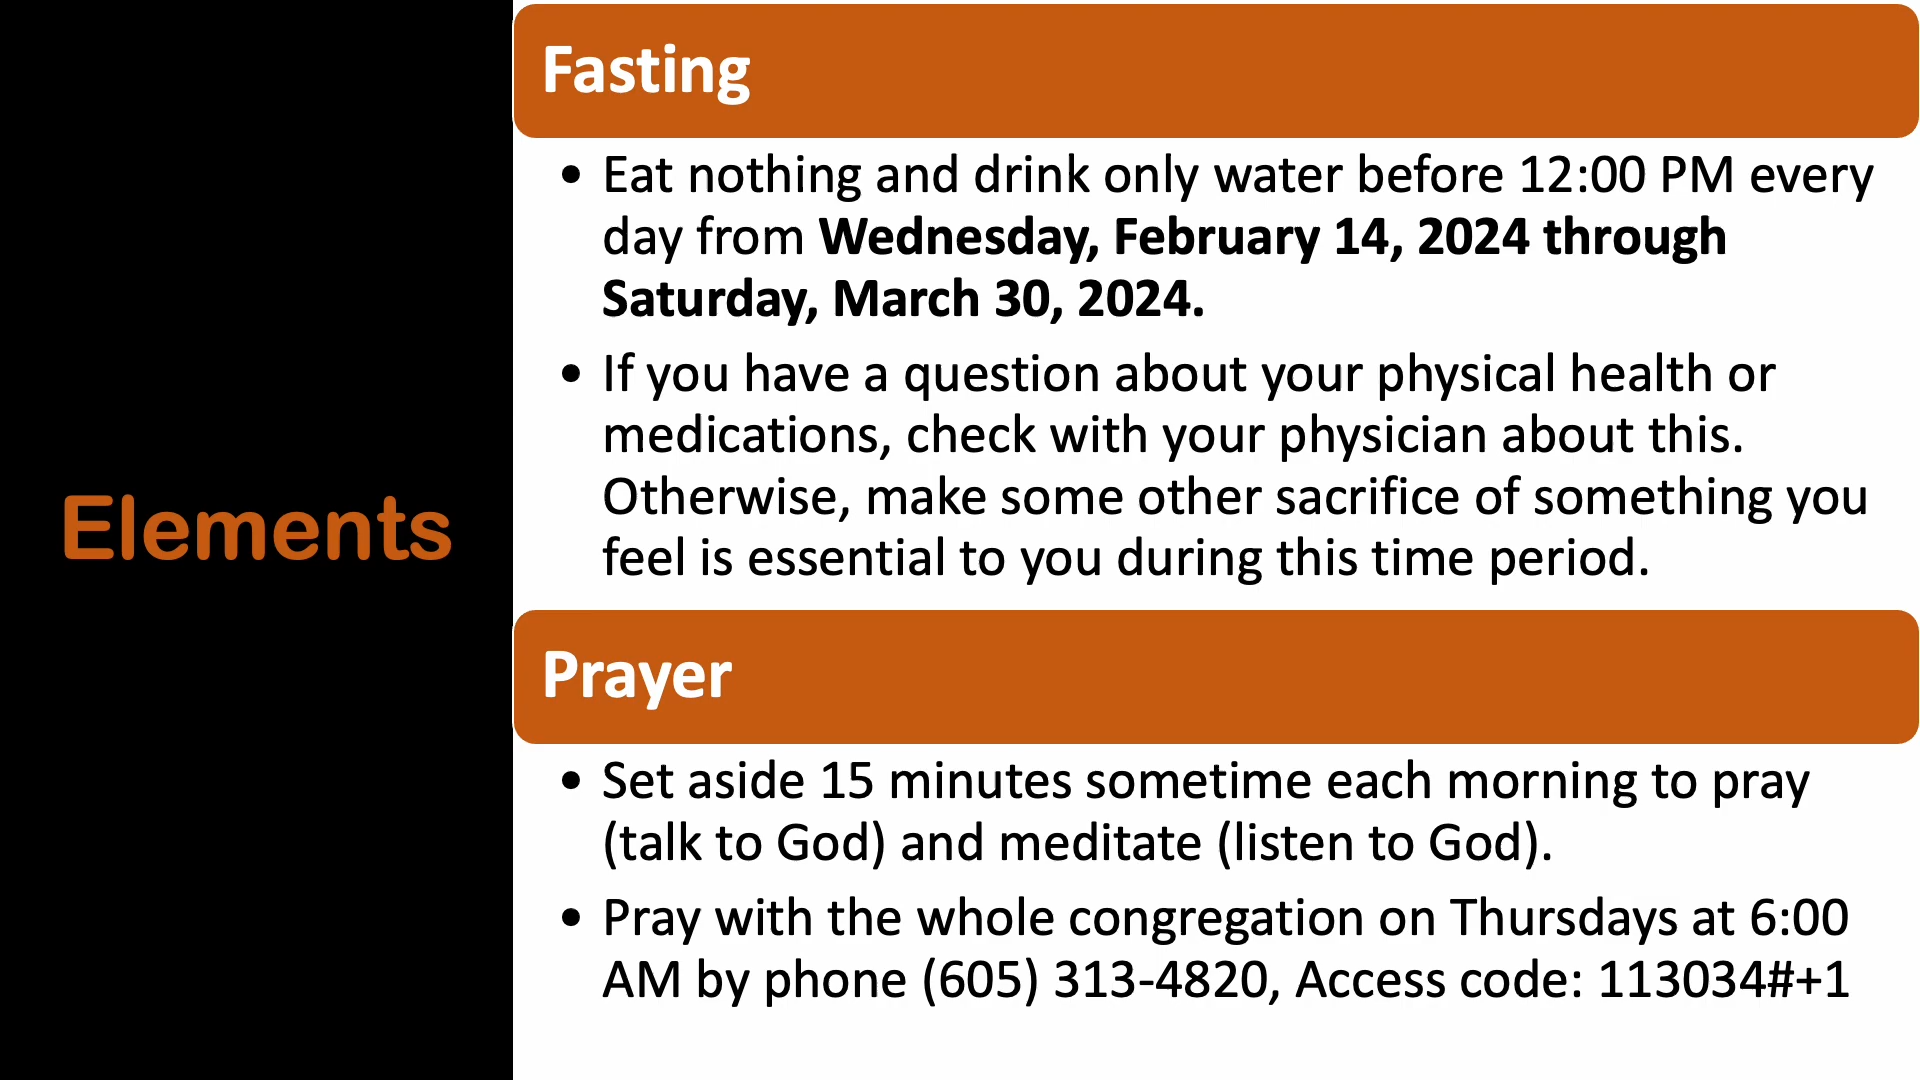 Elements
Fasting
• Eat nothing and drink only water before 12:00 PM every
day from Wednesday, February 14, 2024 through
Saturday, March 30, 2024.
• If you have a question about your physical health or
medications, check with your physician about this.
Otherwise, make some other sacrifice of something you
feel is essential to you during this time period.
Prayer
• Set aside 15 minutes sometime each morning to pray
(talk to God) and meditate (listen to God).
• Pray with the whole congregation on Thursdays at 6:00
AM by phone (605) 313-4820, Access code: 113034#+1